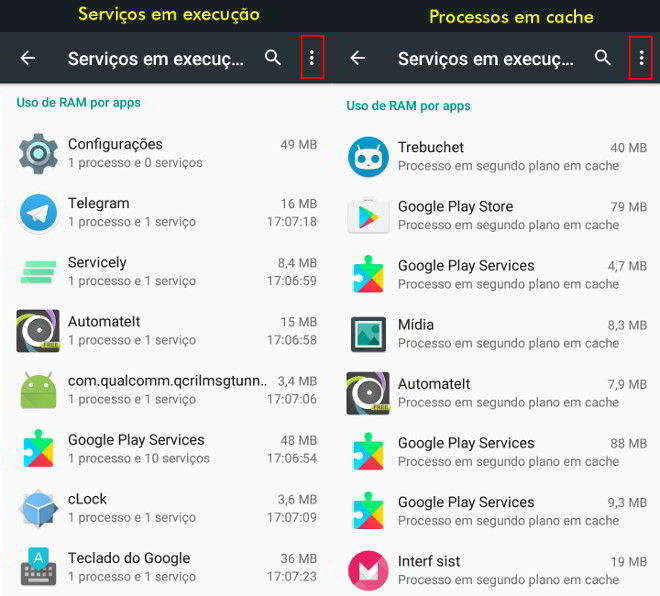 Serviços em execução
Serviços em execuç...
Uso de RAM por apps
Configurações 49 MB
1 processo e 0 serviços
Telegram 16 MB
1 processo e 1 serviço 17:07:18
Servicely 8,4 MB
1 processo e 1 serviço 17:06:59
AutomateIt 15 MB
1 processo e 1 serviço 17:06:58
FREE
com.qualcomm.qcrilmsgtunn.. 3,4 MB
1 processo e 1 serviço 17:07:06
Google Play Services 48 MB
1 processo e 10 serviços 17:06:54
cLock 3,6 MB
1 processo e 1 serviço 17:07:09
A
Teclado do Google 36 MB
1 processo e 1 serviço 17:07:23
Processos em cache
Serviços em execuç...
Uso de RAM por apps
Trebuchet 40 MB
Processo em segundo plano em cache
Google Play Store 79 MB
Processo em segundo plano em cache
Google Play Services 4,7 MB
Processo em segundo plano em cache
Mídia 8,3 MB
Processo em segundo plano em cache
AutomateIt 7,9 MB
Processo em segundo plano em cache
FREE
Google Play Services 88 MB
Processo em segundo plano em cache
Google Play Services 9,3 MB
Processo em segundo plano em cache
Interf sist 19 MB
Processo em segundo plano em cache